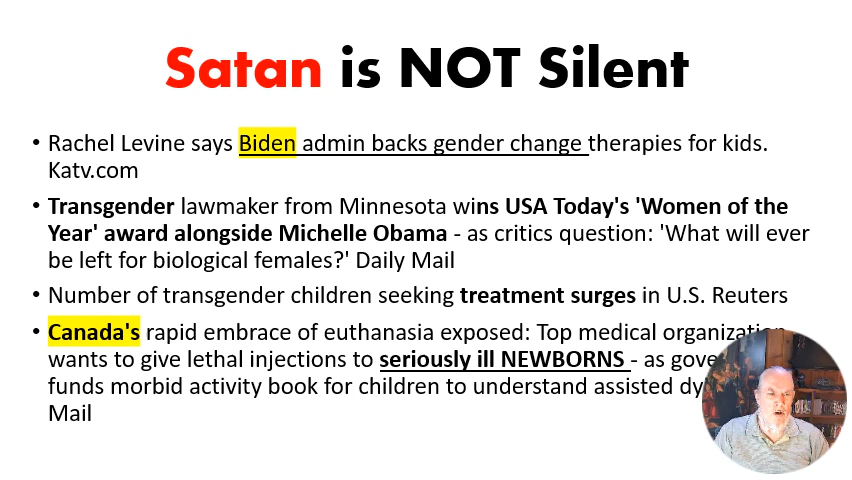 Satan is NOT Silent
• Rachel Levine says Biden admin backs gender change therapies for kids.
Katv.com
• Transgender lawmaker from Minnesota wins USA Today's 'Women of the
Year' award alongside Michelle Obama - as critics question: 'What will ever
be left for biological females?' Daily Mail
• Number of transgender children seeking treatment surges in U.S. Reuters
• Canada's rapid embrace of euthanasia exposed: Top medical organization
wants to give lethal injections to seriously ill NEWBORNS - as
funds morbid activity book for children to understand assisted
Mail